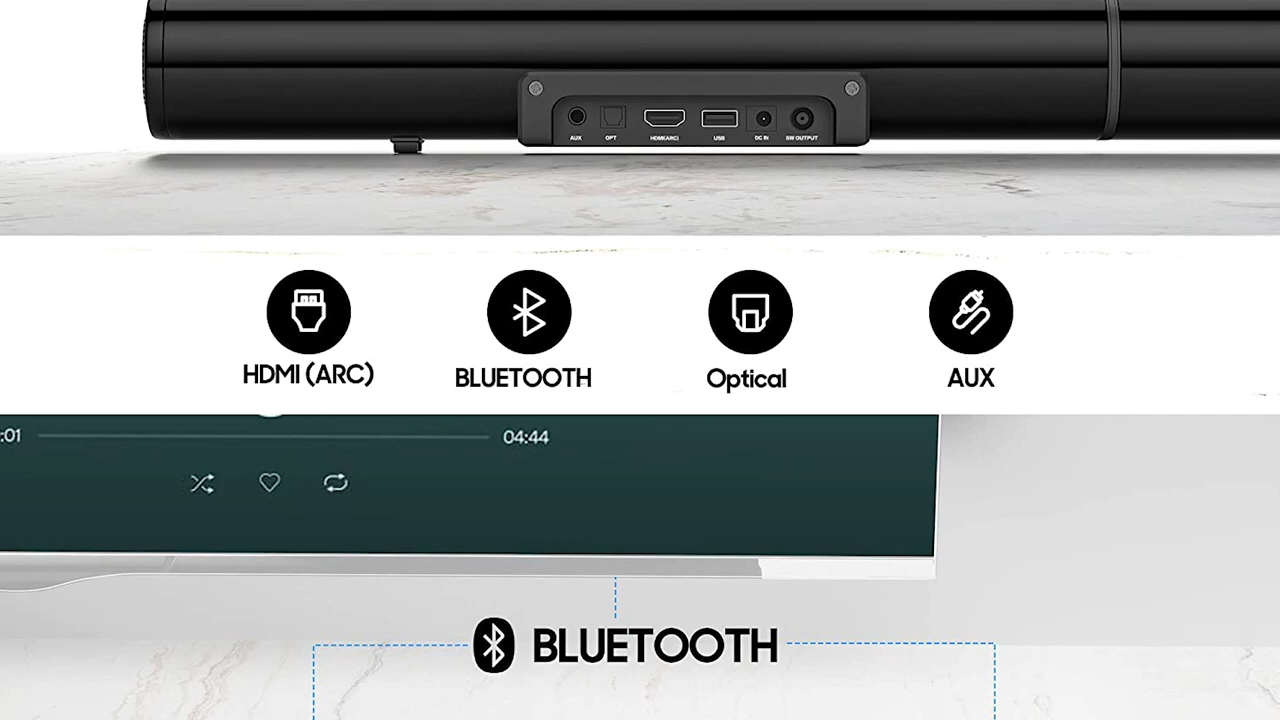 AUX OPT HDMI(ARC) USB DC IN SW OUTPUT
HDMI (ARC) BLUETOOTH Optical AUX
:01 04:44
BLUETOOTH